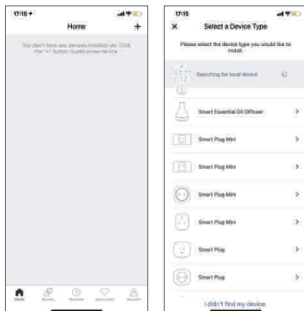 17:15
Home
+
You don't have any devices installed yet. Click
the "+" button to add a new device.
Home
17:15
Select a Device Type
Please select the device type you would like to
install.
Searching for local device
Smart Essential Oil Diffuser
Smart Plug Mini
Smart Plug Mini
Smart Plug Mini
Smart Plug Mini
Smart Plug
Smart Plug
I didn't find my device.